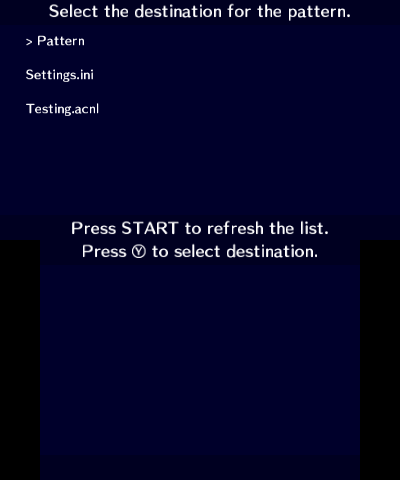 Select the destination for the pattern.
> Pattern
Settings.ini
Testing.acnl
Press START to refresh the list.
Press Ⓨ to select destination.